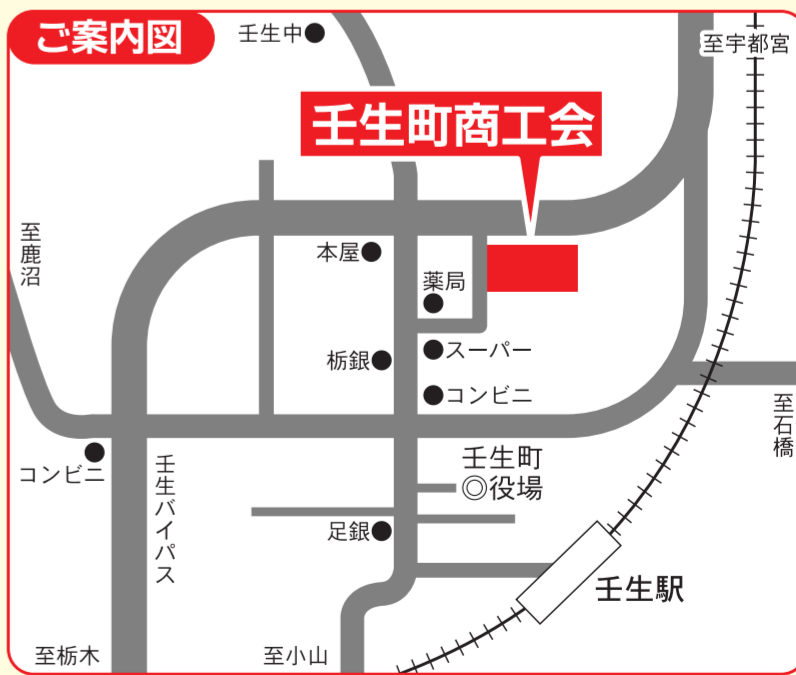 ご案内図
壬生中
至宇都宮
壬生町商工会
至鹿沼
本屋
薬局
栃銀
スーパー
コンビニ
至石橋
コンビニ
壬生バイパス
壬生町
◎役場
足銀
壬生駅
至栃木
至小山